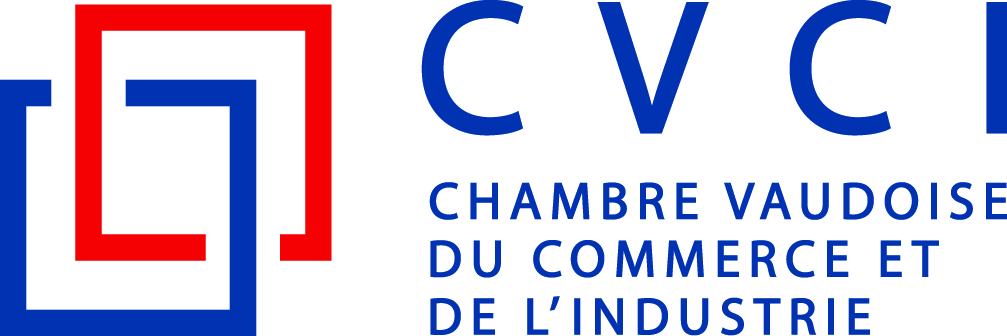 CVCI
CHAMBRE VAUDOISE
DU COMMERCE ET
DE L’INDUSTRIE